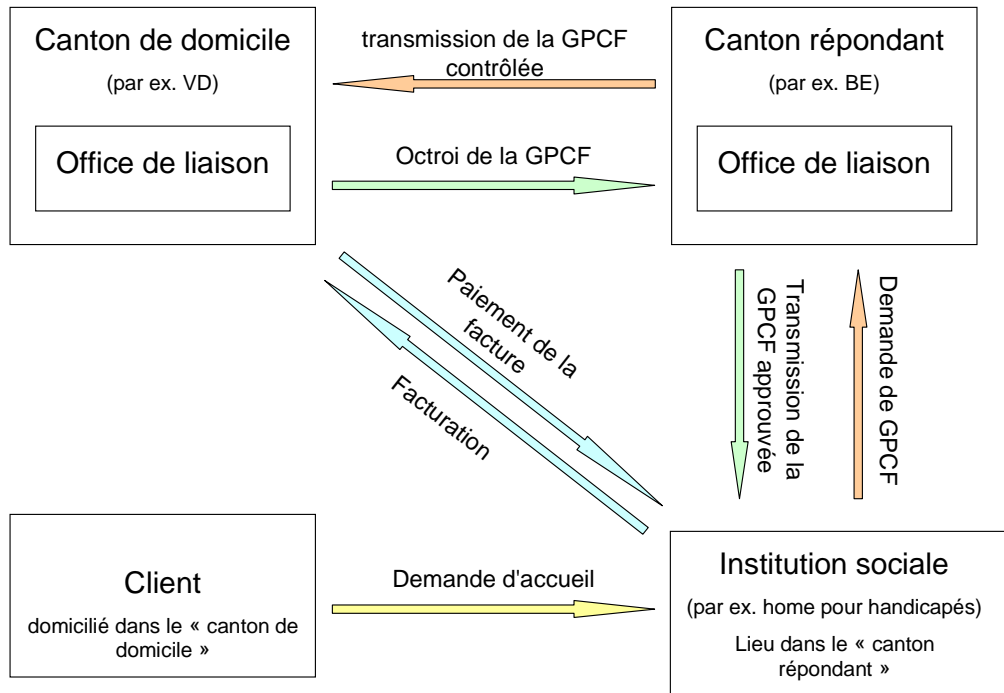 Canton de domicile
(par ex. VD)
Office de liaison
transmission de la GPCF
contrôlée
Octroi de la GPCF
Canton répondant
(par ex. BE)
Office de liaison
Paiement de la
facture
Facturation
Transmission de la
GPCF approuvée
Demande de GPCF
Client
domicilié dans le « canton de
domicile »
Demande d'accueil
Institution sociale
(par ex. home pour handicapés)
Lieu dans le « canton
répondant »